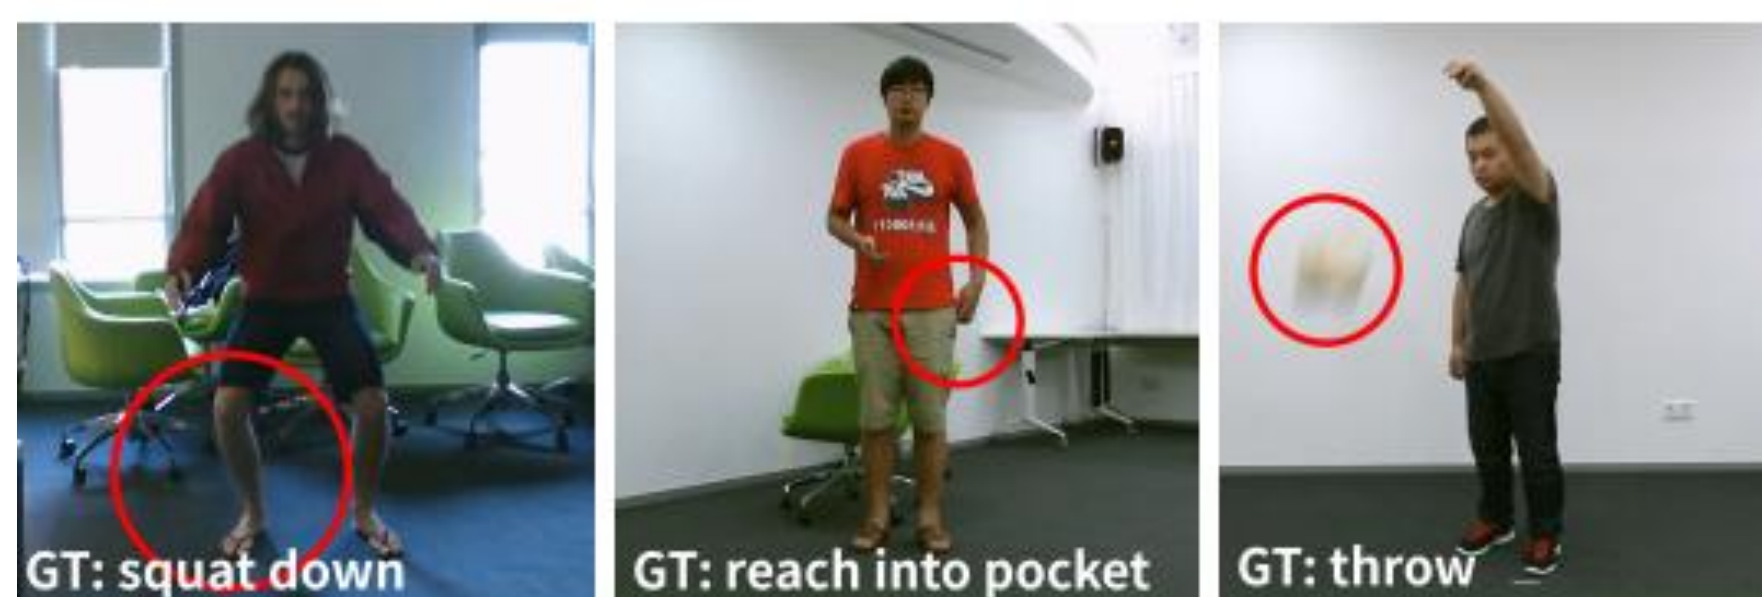 GT: squat down
GT: reach into pocket
GT: throw